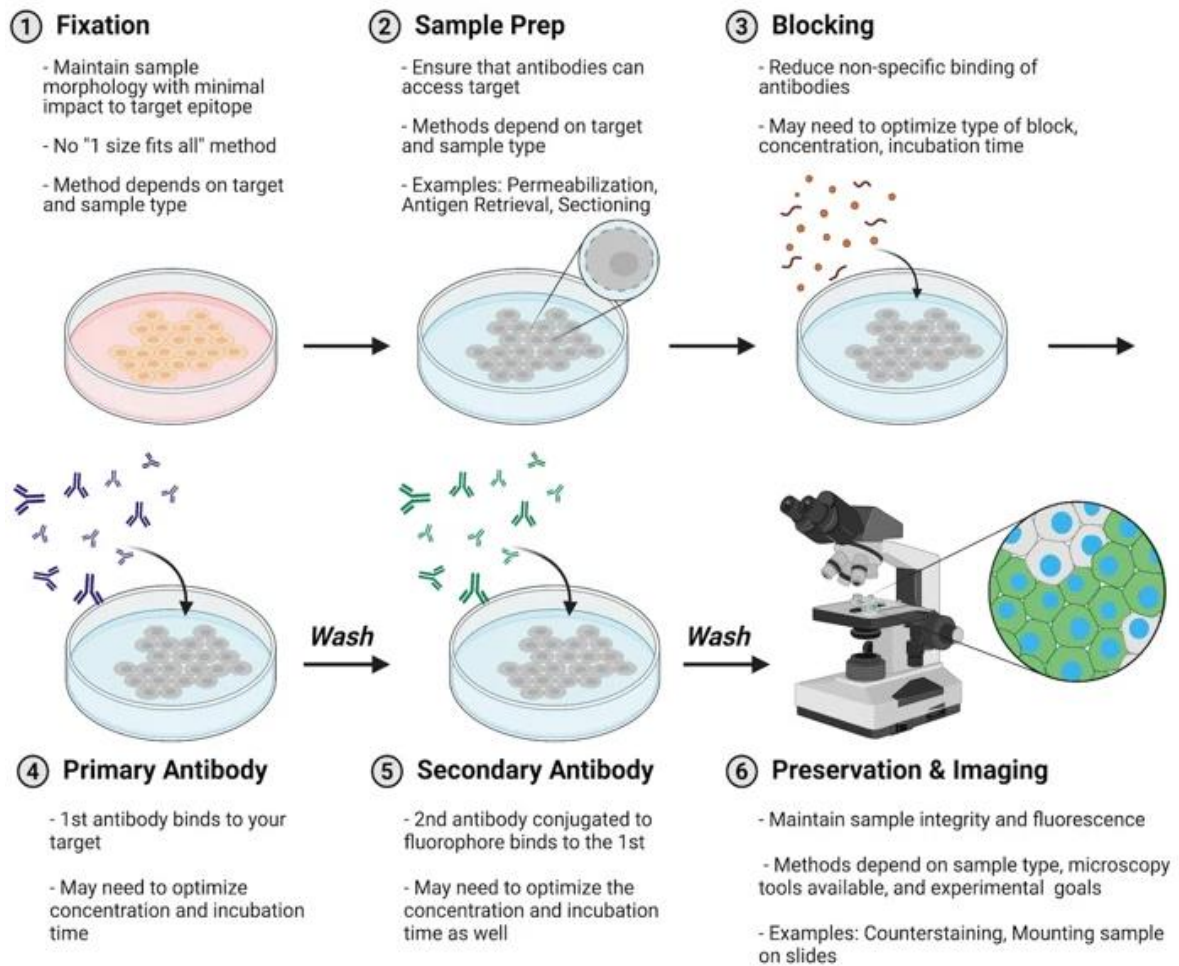 1 Fixation
- Maintain sample
morphology with minimal
impact to target epitope
- No "1 size fits all" method
- Method depends on target
and sample type
2 Sample Prep
- Ensure that antibodies can
access target
- Methods depend on target
and sample type
- Examples: Permeabilization,
Antigen Retrieval, Sectioning
3 Blocking
- Reduce non-specific binding of
antibodies
- May need to optimize type of block,
concentration, incubation time
Wash
Wash
4 Primary Antibody
- 1st antibody binds to your
target
- May need to optimize
concentration and incubation
time
5 Secondary Antibody
- 2nd antibody conjugated to
fluorophore binds to the 1st
- May need to optimize the
concentration and incubation
time as well
6 Preservation & Imaging
- Maintain sample integrity and fluorescence
- Methods depend on sample type, microscopy
tools available, and experimental goals
- Examples: Counterstaining, Mounting sample
on slides